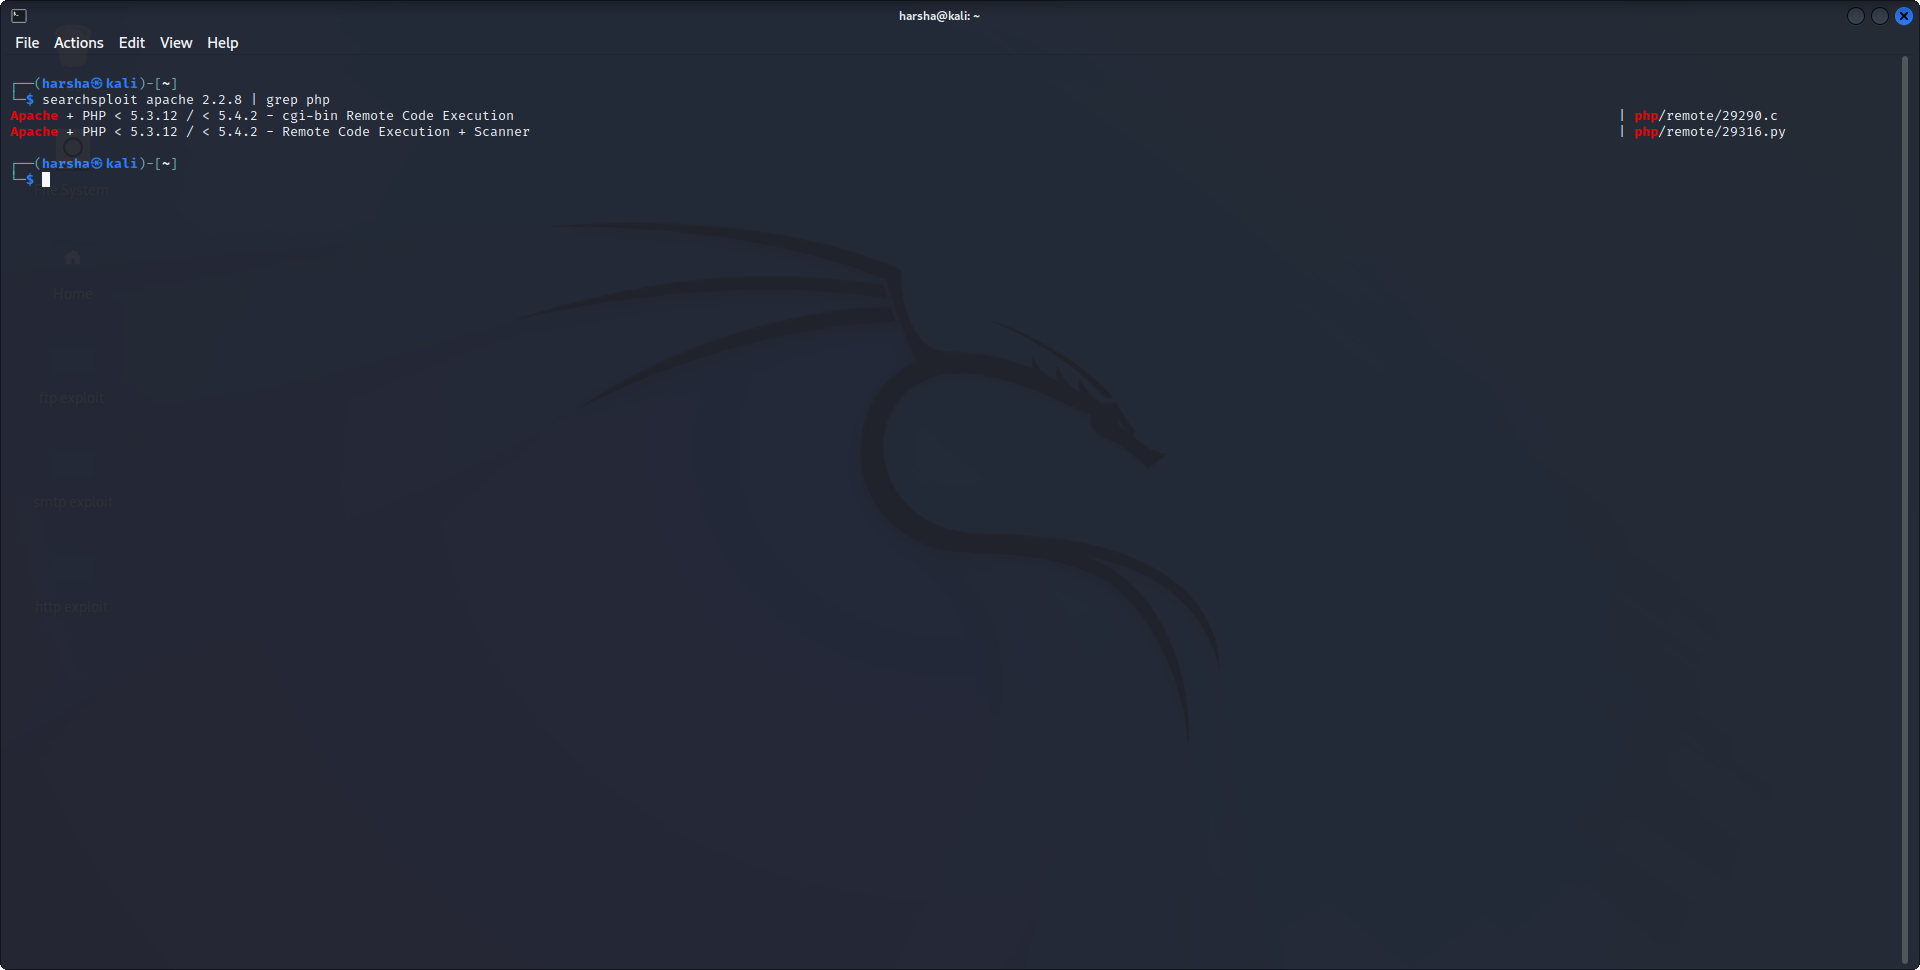 harsha@kali: ~
File Actions Edit View Help
┌──(harsha㉿kali)-[~]
└─$ searchsploit apache 2.2.8 | grep php
Apache + PHP < 5.3.12 / < 5.4.2 - cgi-bin Remote Code Execution | php/remote/29290.c
Apache + PHP < 5.3.12 / < 5.4.2 - Remote Code Execution + Scanner | php/remote/29316.py
┌──(harsha㉿kali)-[~]
└─$
System
Home
ftp exploit
smtp exploit
http exploit